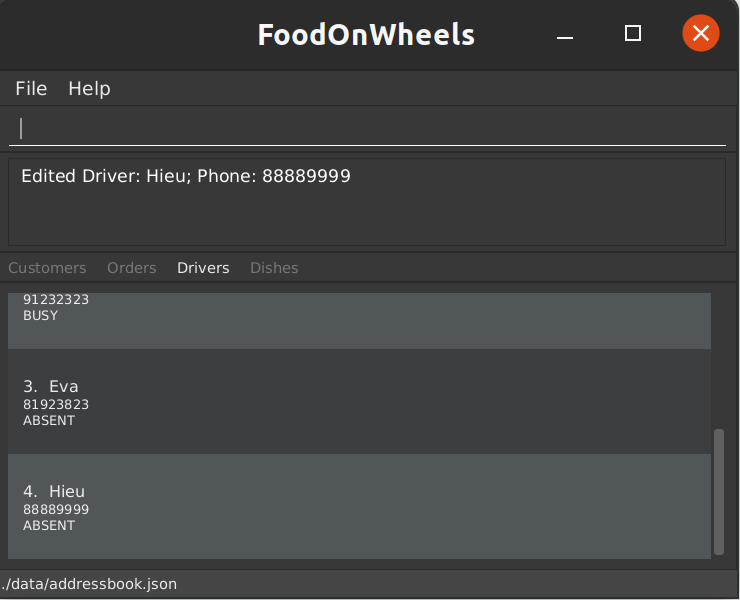 FoodOnWheels
File Help
Edited Driver: Hieu; Phone: 88889999
Customers Orders Drivers Dishes
91232323
BUSY
3. Eva
81923823
ABSENT
4. Hieu
88889999
ABSENT
./data/addressbook.json